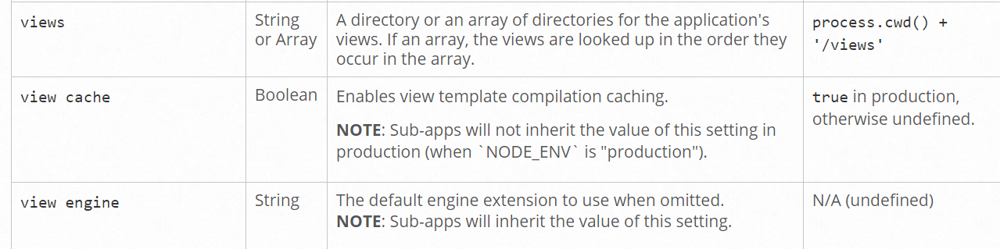 views
String
or Array
A directory or an array of directories for the application's
views. If an array, the views are looked up in the order they
occur in the array.
process.cwd() +
'/views'
view cache
Boolean
Enables view template compilation caching.
NOTE: Sub-apps will not inherit the value of this setting in
production (when `NODE_ENV` is "production").
true in production,
otherwise undefined.
view engine
String
The default engine extension to use when omitted.
NOTE: Sub-apps will inherit the value of this setting.
N/A (undefined)